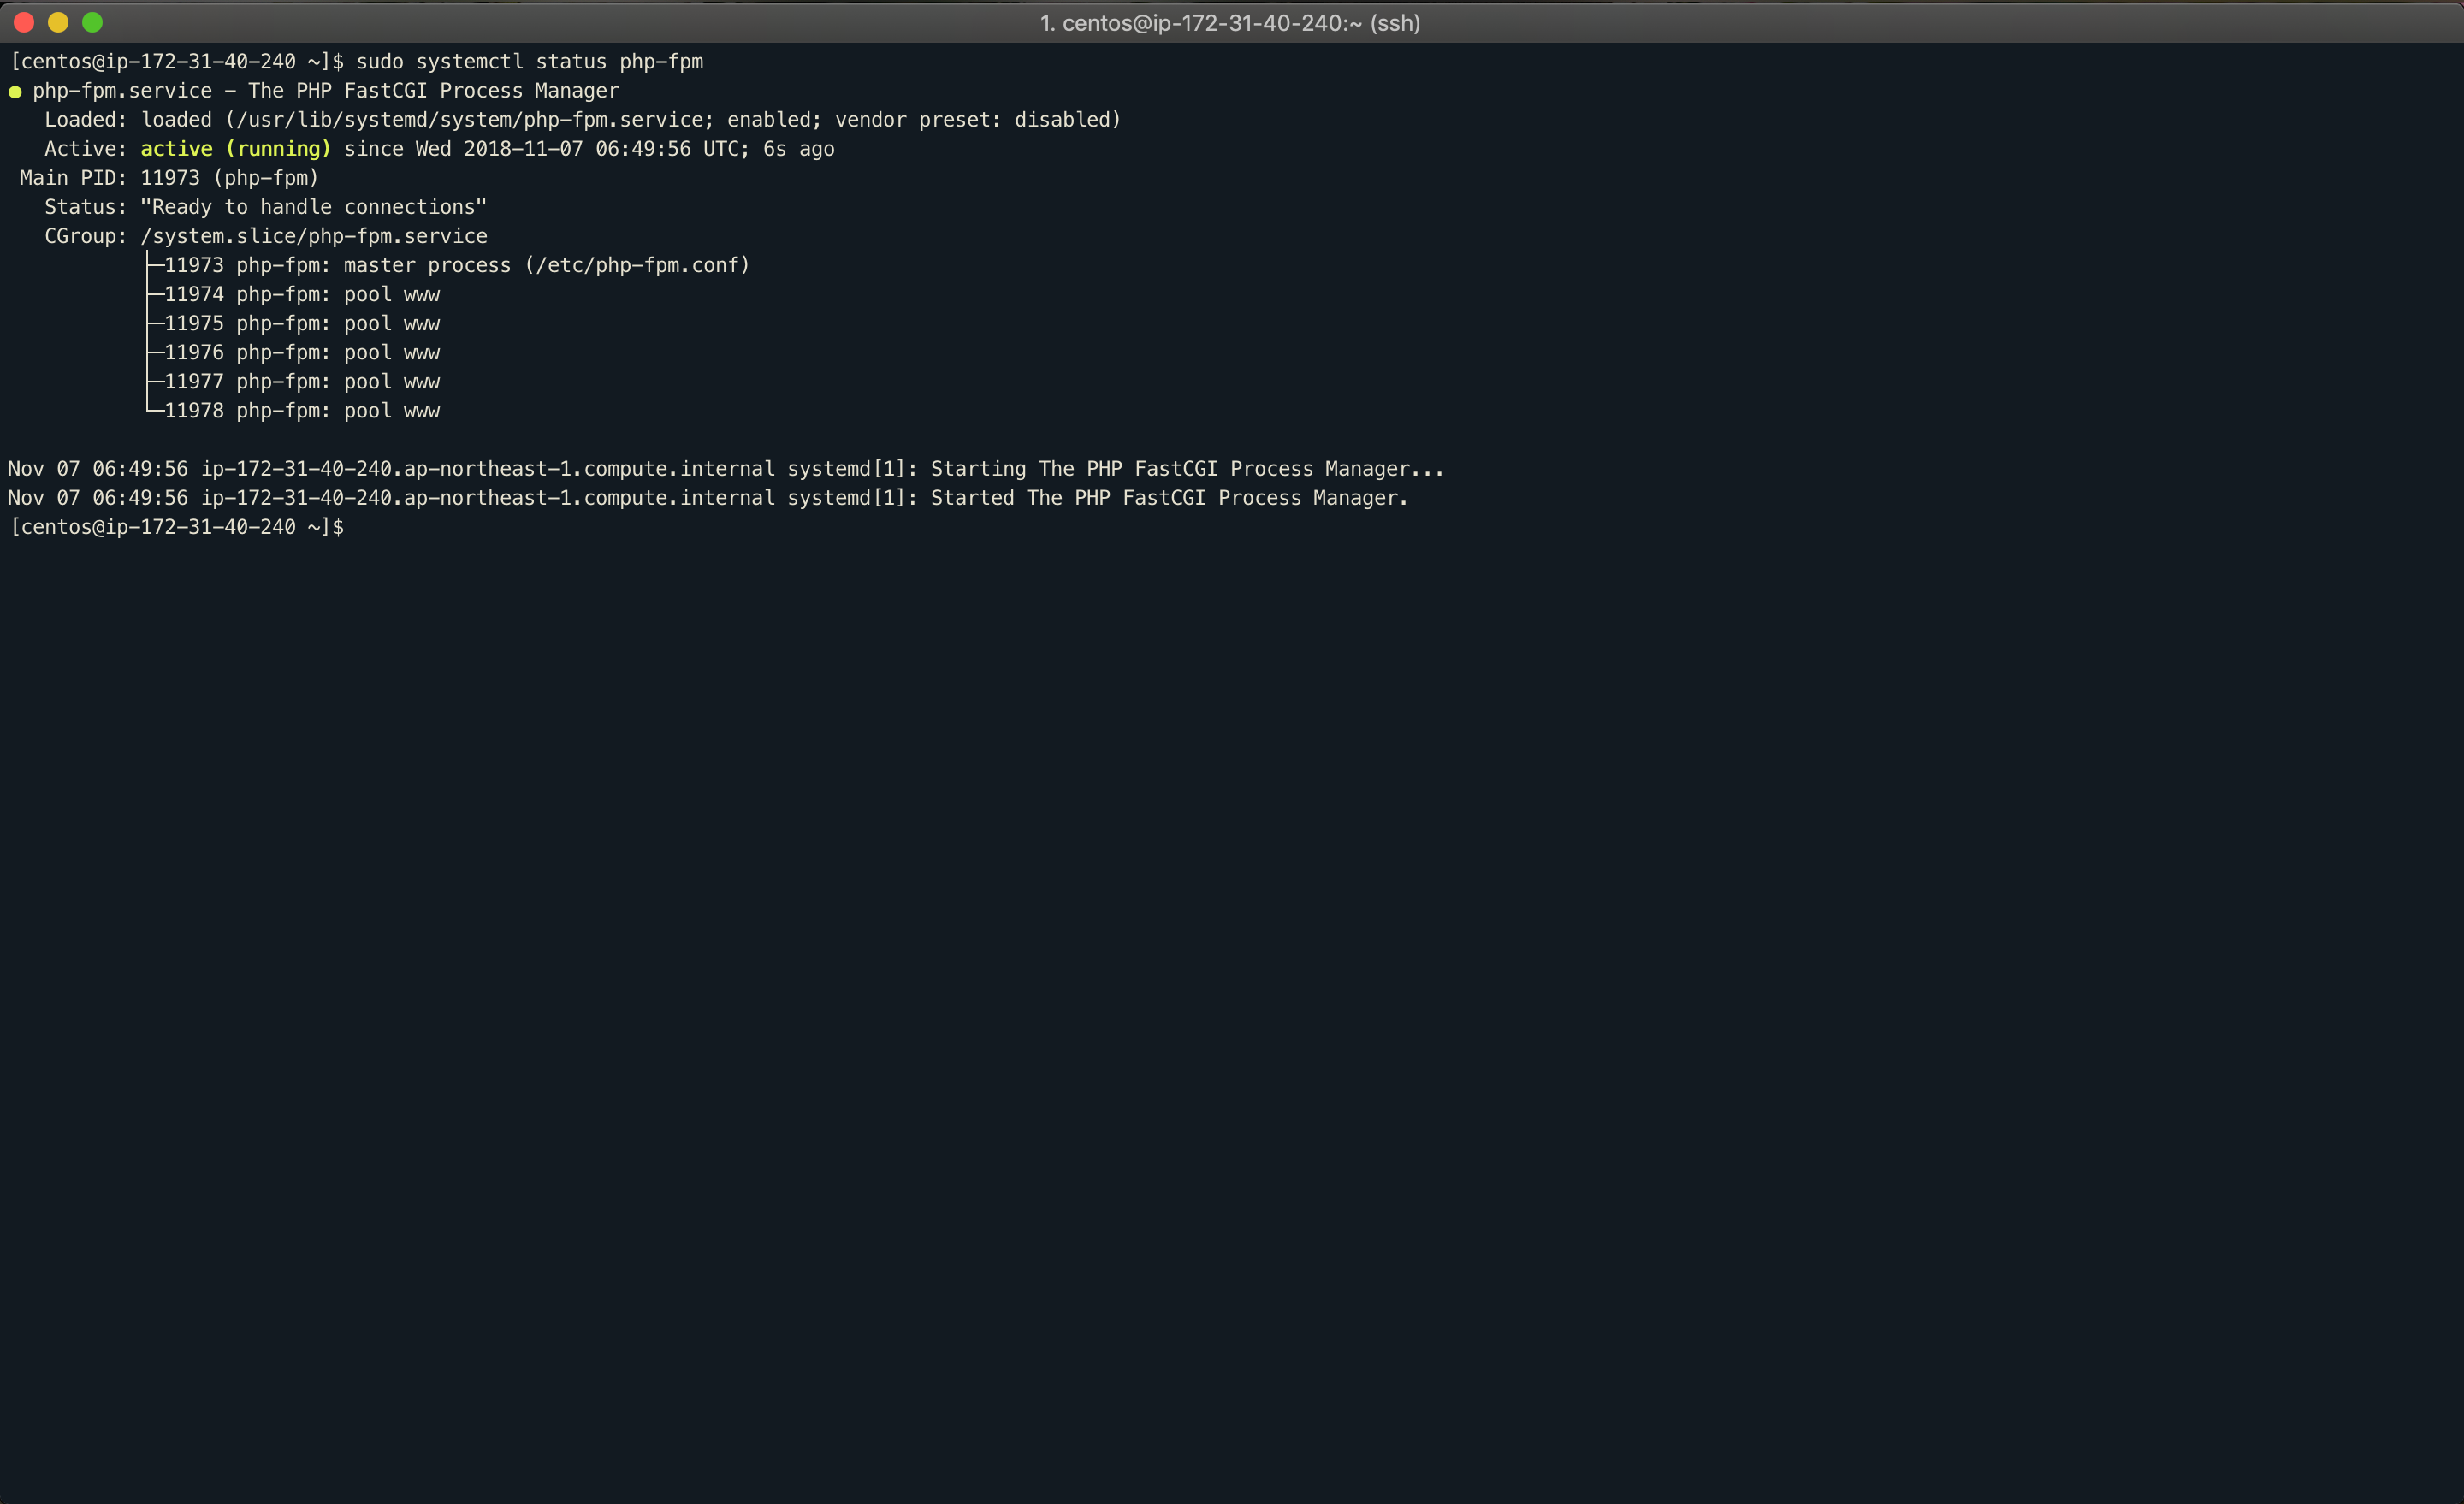 1. centos@ip-172-31-40-240:~ (ssh)
[centos@ip-172-31-40-240 ~]$ sudo systemctl status php-fpm
● php-fpm.service - The PHP FastCGI Process Manager
   Loaded: loaded (/usr/lib/systemd/system/php-fpm.service; enabled; vendor preset: disabled)
   Active: active (running) since Wed 2018-11-07 06:49:56 UTC; 6s ago
 Main PID: 11973 (php-fpm)
   Status: "Ready to handle connections"
   CGroup: /system.slice/php-fpm.service
           ├─11973 php-fpm: master process (/etc/php-fpm.conf)
           ├─11974 php-fpm: pool www
           ├─11975 php-fpm: pool www
           ├─11976 php-fpm: pool www
           ├─11977 php-fpm: pool www
           └─11978 php-fpm: pool www
Nov 07 06:49:56 ip-172-31-40-240.ap-northeast-1.compute.internal systemd[1]: Starting The PHP FastCGI Process Manager...
Nov 07 06:49:56 ip-172-31-40-240.ap-northeast-1.compute.internal systemd[1]: Started The PHP FastCGI Process Manager.
[centos@ip-172-31-40-240 ~]$